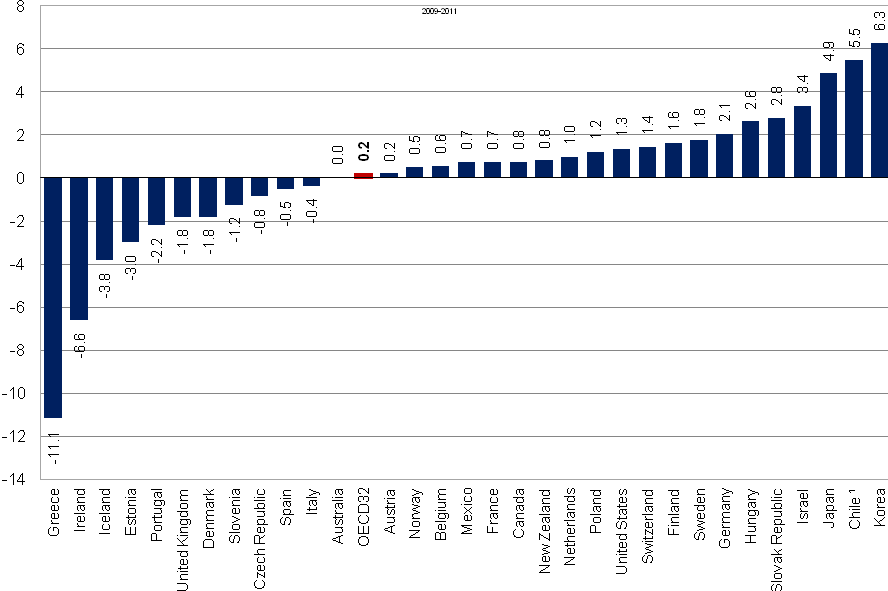 2009-2011
8
6
4
2
0
-2
-4
-6
-8
-10
-12
-14
-11.1
-6.6
-3.8
-3.0
-2.2
-1.8
-1.8
-1.2
-0.8
-0.5
-0.4
0.0
0.2
0.2
0.5
0.6
0.7
0.7
0.8
0.8
1.0
1.2
1.3
1.4
1.6
1.8
2.1
2.6
2.8
3.4
4.9
5.5
6.3
Greece
Ireland
Iceland
Estonia
Portugal
United Kingdom
Denmark
Slovenia
Czech Republic
Spain
Italy
Australia
OECD32
Austria
Norway
Belgium
Mexico
France
Canada
New Zealand
Netherlands
Poland
United States
Switzerland
Finland
Sweden
Germany
Hungary
Slovak Republic
Israel
Japan
Chile ¹
Korea